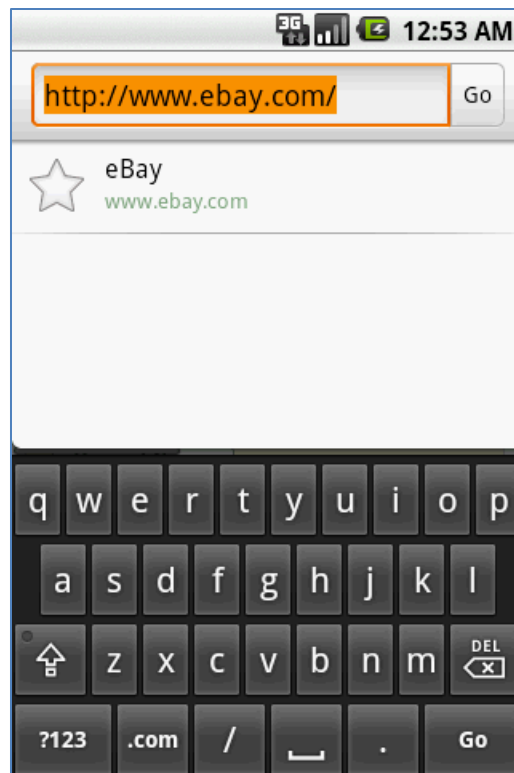 3G 12:53 AM
http://www.ebay.com/ Go
eBay
www.ebay.com
q w e r t y u i o p
a s d f g h j k l
z x c v b n m DEL
?123 .com / . Go